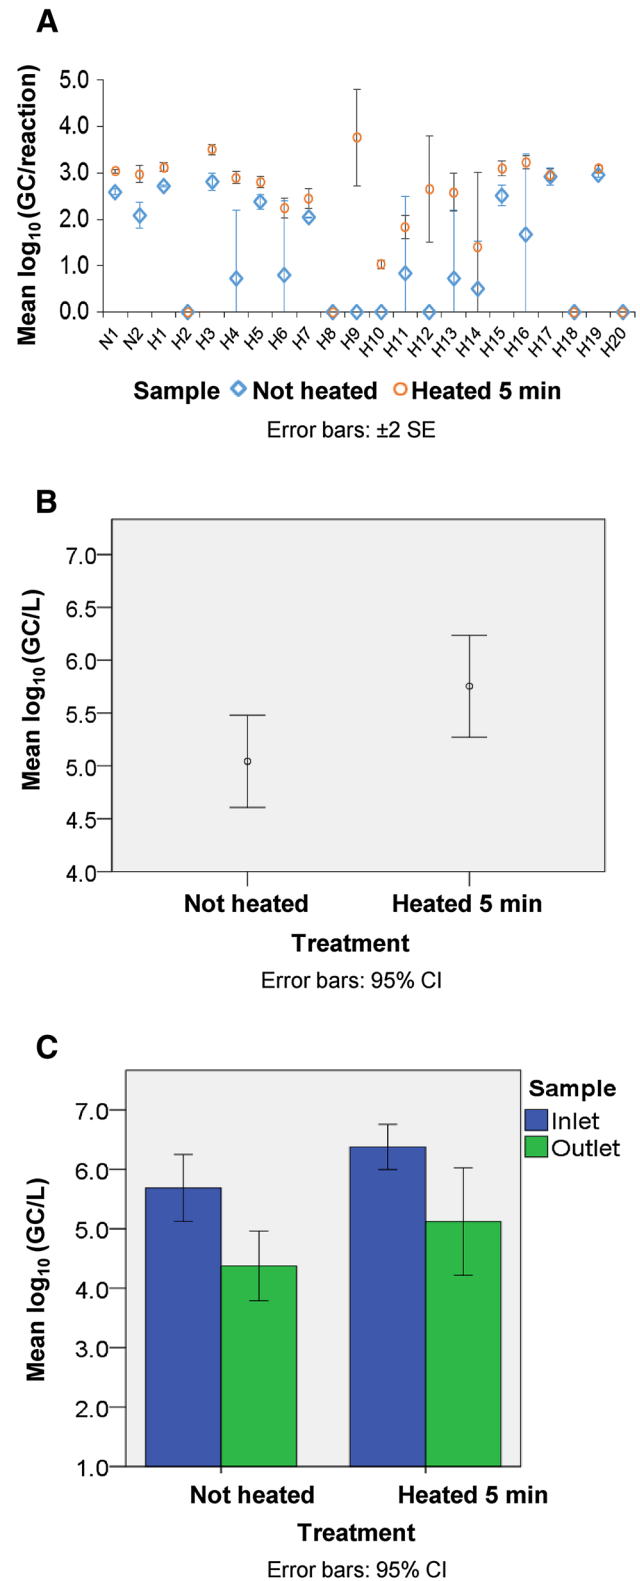 A
Mean log10 (GC/reaction)
5.0
4.0
3.0
2.0
1.0
0.0
N1 N2 H1 H2 H3 H4 H5 H6 H7 H8 H9 H10 H11 H12 H13 H14 H15 H16 H17 H18 H19 H20
Sample Not heated Heated 5 min
Error bars: ±2 SE
B
Mean log10 (GC/L)
7.0
6.5
6.0
5.5
5.0
4.5
4.0
Not heated Heated 5 min
Treatment
Error bars: 95% CI
C
Sample
Inlet
Outlet
Mean log10 (GC/L)
7.0
6.0
5.0
4.0
3.0
2.0
1.0
Not heated Heated 5 min
Treatment
Error bars: 95% CI